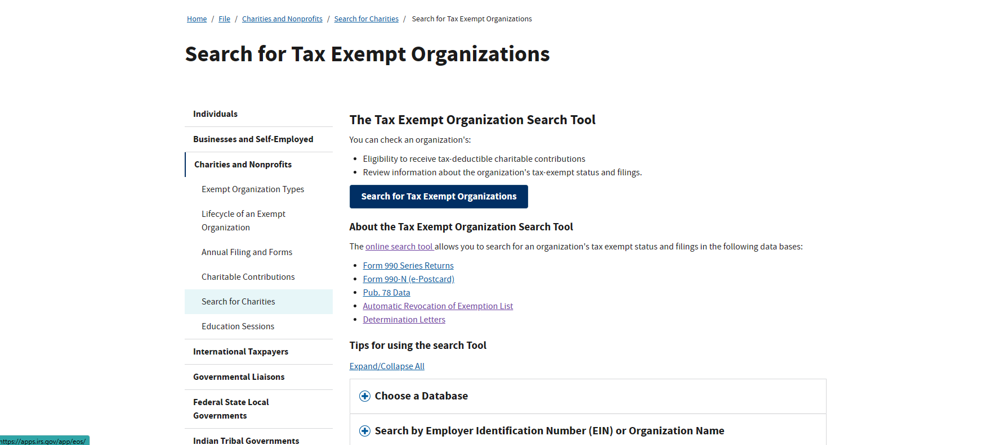 Home / File / Charities and Nonprofits / Search for Charities / Search for Tax Exempt Organizations
Search for Tax Exempt Organizations
Individuals
Businesses and Self-Employed
Charities and Nonprofits
Exempt Organization Types
Lifecycle of an Exempt
Organization
Annual Filing and Forms
Charitable Contributions
Search for Charities
Education Sessions
International Taxpayers
Governmental Liaisons
Federal State Local
Governments
Indian Tribal Governments
The Tax Exempt Organization Search Tool
You can check an organization's:
• Eligibility to receive tax-deductible charitable contributions
• Review information about the organization's tax-exempt status and filings.
Search for Tax Exempt Organizations
About the Tax Exempt Organization Search Tool
The online search tool allows you to search for an organization's tax exempt status and filings in the following data bases:
• Form 990 Series Returns
• Form 990-N (e-Postcard)
• Pub. 78 Data
• Automatic Revocation of Exemption List
• Determination Letters
Tips for using the search Tool
Expand/Collapse All
Choose a Database
Search by Employer Identification Number (EIN) or Organization Name
https://apps.irs.gov/app/eos/